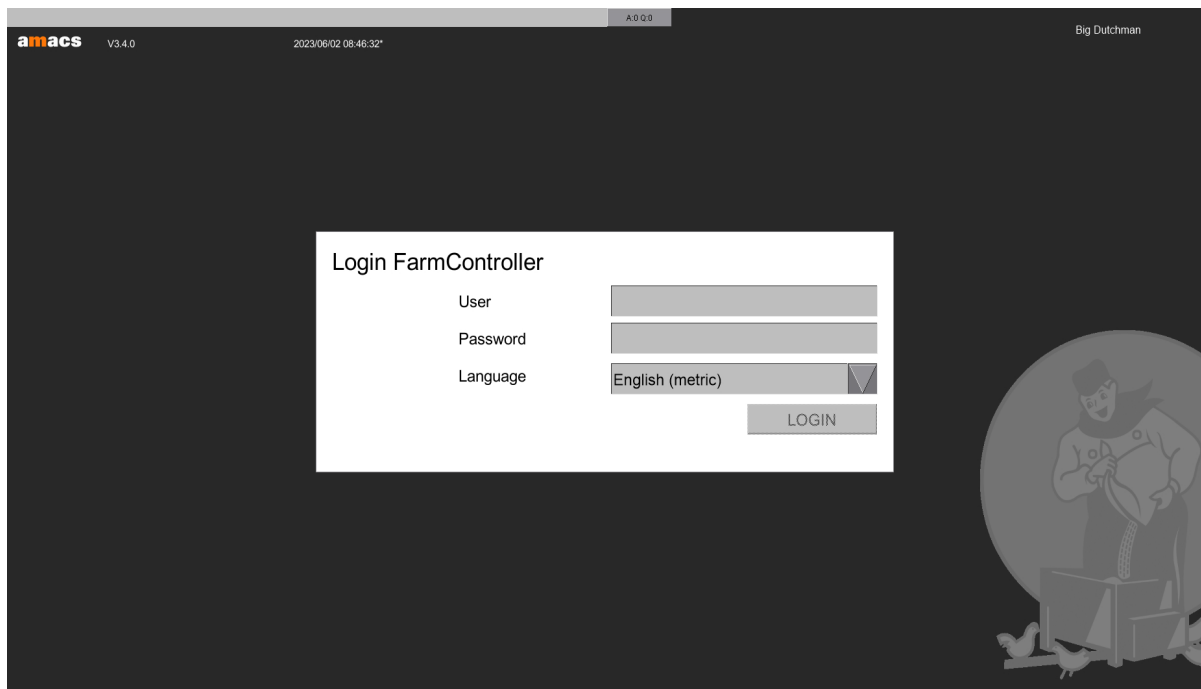 A:0 Q:0
amacs V3.4.0 2023/06/02 08:46:32* Big Dutchman
Login FarmController
User
Password
Language English (metric)
LOGIN